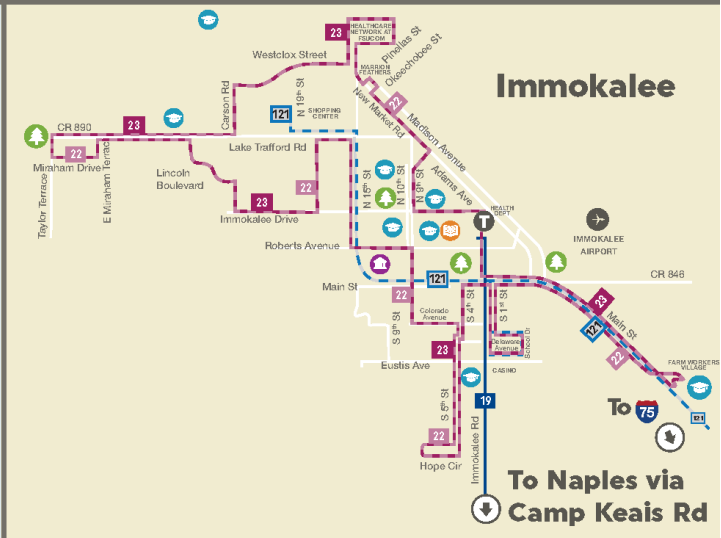 23
HEALTHCARE
NETWORK AT
FSUCOM
Pinellas St
Okeechobee St
Westclox Street
MARRION
FEATHERS
Immokalee
Carson Rd
N 19th St
121
SHOPPING
CENTER
New Market Rd
22
Madison Avenue
CR 890
23
Lake Trafford Rd
22
Miraham Drive
E Miraham Terrace
Taylor Terrace
Lincoln
Boulevard
22
23
Immokalee Drive
N 15th St
N 10th St
N 9th St
Adams Ave
HEALTH
DEPT
T
IMMOKALEE
AIRPORT
Roberts Avenue
Main St
121
CR 846
22
S 9th St
Colorado
Avenue
S 4th St
S 1st St
Delaware
Avenue
School Dr
23
121
Main St
22
23
Eustis Ave
CASINO
FARM WORKERS
VILLAGE
S 5th St
19
To 75
121
22
Immokalee Rd
Hope Cir
To Naples via
Camp Keais Rd